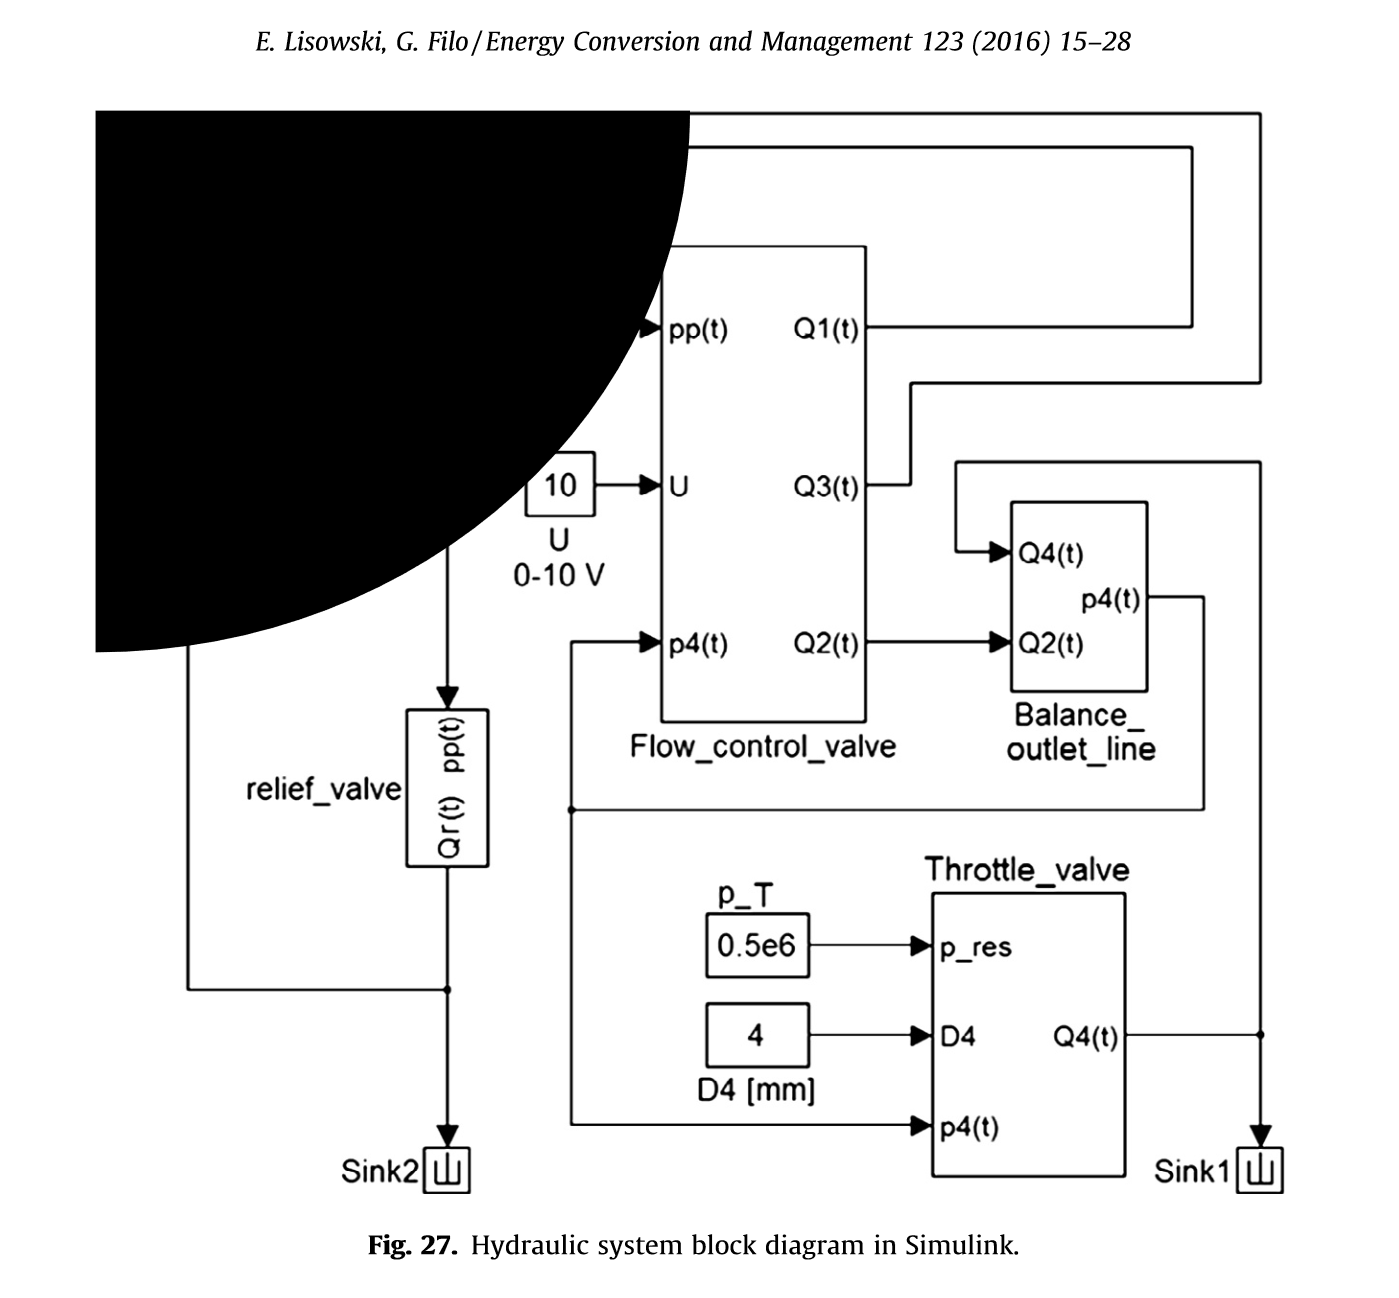 E. Lisowski, G. Filo / Energy Conversion and Management 123 (2016) 15–28
pp(t)
Q1(t)
10
U
Q3(t)
U
0-10 V
Q4(t)
p4(t)
p4(t)
Q2(t)
Q2(t)
Balance_
outlet_line
Flow_control_valve
relief_valve
pp(t)
Qr(t)
Throttle_valve
p_T
0.5e6
p_res
4
D4
Q4(t)
D4 [mm]
p4(t)
Sink2
Sink1
Fig. 27. Hydraulic system block diagram in Simulink.